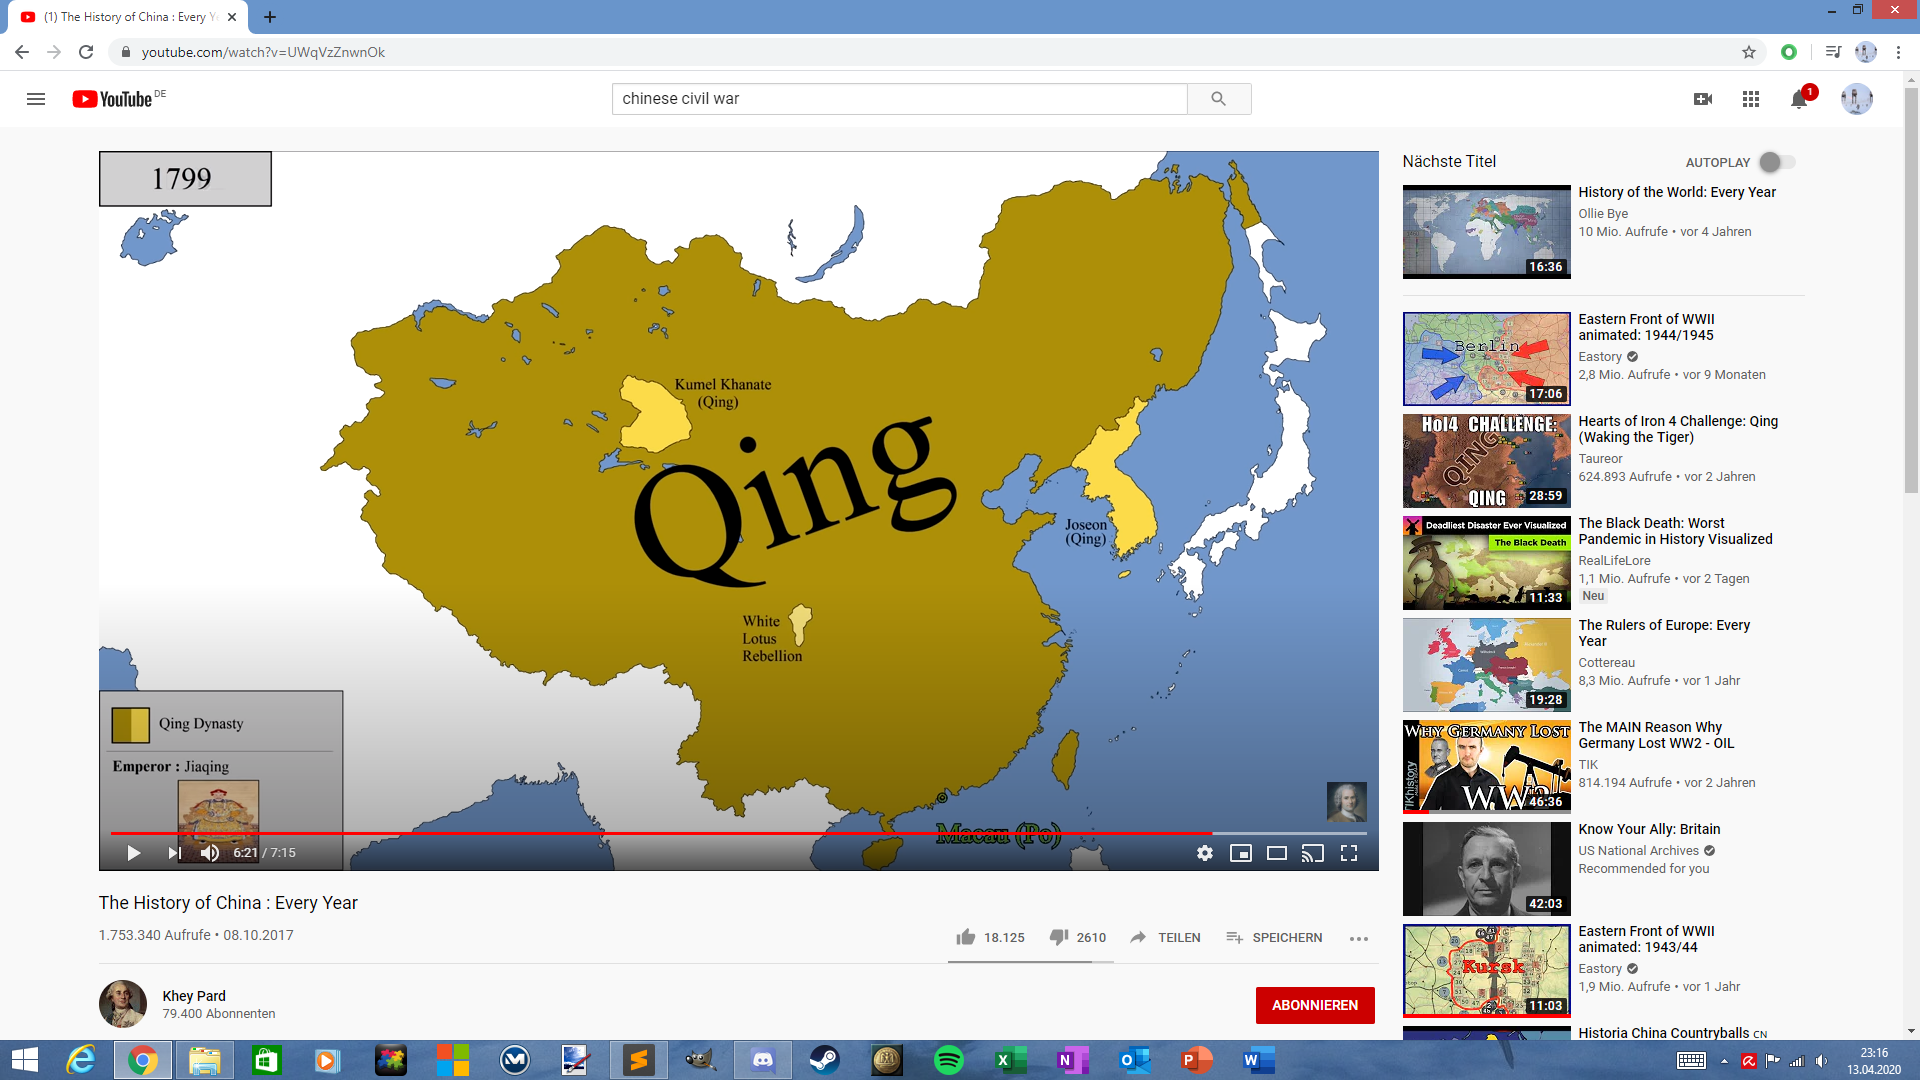 (1) The History of China : Every Ye
youtube.com/watch?v=UWqVzZnwnOk
YouTube DE
chinese civil war
1
1799
Kumel Khanate
(Qing)
Qing
Joseon
(Qing)
White
Lotus
Rebellion
Qing Dynasty
Emperor : Jiaqing
Macau (Po)
6:21 / 7:15
The History of China : Every Year
1.753.340 Aufrufe • 08.10.2017
18.125
2610
TEILEN
SPEICHERN
Khey Pard
79.400 Abonnenten
ABONNIEREN
Nächste Titel
AUTOPLAY
16:36
History of the World: Every Year
Ollie Bye
10 Mio. Aufrufe • vor 4 Jahren
Berlin
17:06
Eastern Front of WWII
animated: 1944/1945
Eastory
2,8 Mio. Aufrufe • vor 9 Monaten
HoI4 CHALLENGE:
QING
QING
28:59
Hearts of Iron 4 Challenge: Qing
(Waking the Tiger)
Taureor
624.893 Aufrufe • vor 2 Jahren
Deadliest Disaster Ever Visualized
The Black Death
11:33
The Black Death: Worst
Pandemic in History Visualized
RealLifeLore
1,1 Mio. Aufrufe • vor 2 Tagen
Neu
19:28
The Rulers of Europe: Every
Year
Cottereau
8,3 Mio. Aufrufe • vor 1 Jahr
WHY GERMANY LOST
TIKhistory
WW2
46:36
The MAIN Reason Why
Germany Lost WW2 - OIL
TIK
814.194 Aufrufe • vor 2 Jahren
42:03
Know Your Ally: Britain
US National Archives
Recommended for you
Kursk
11:03
Eastern Front of WWII
animated: 1943/44
Eastory
1,9 Mio. Aufrufe • vor 1 Jahr
Historia China Countryballs CN
23:16
13.04.2020